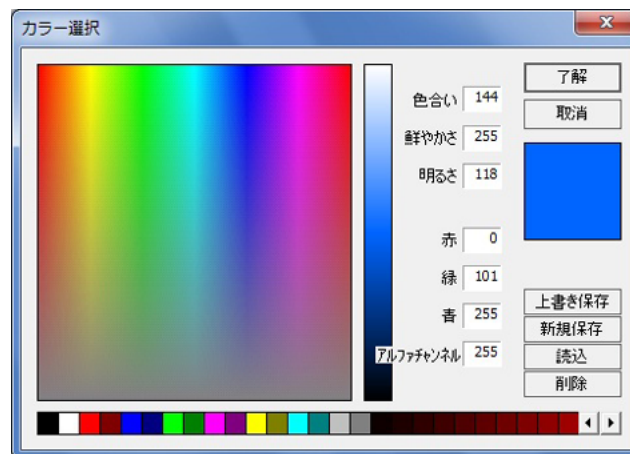 カラー選択
了解
色合い 144
取消
鮮やかさ 255
明るさ 118
赤 0
緑 101
青 255
アルファチャンネル 255
上書き保存
新規保存
読込
削除